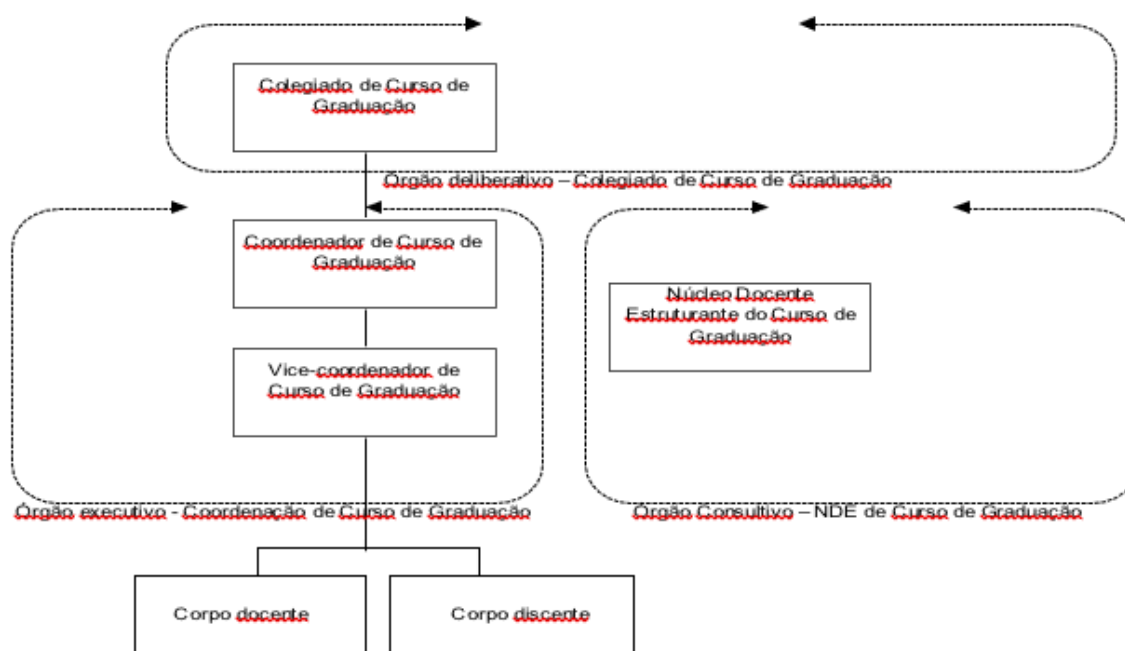 Colegiado de Curso de
Graduação
Órgão deliberativo – Colegiado de Curso de Graduação
Coordenador de Curso de
Graduação
Vice-coordenador de
Curso de Graduação
Órgão executivo - Coordenação de Curso de Graduação
Núcleo Docente
Estruturante do Curso de
Graduação
Órgão Consultivo – NDE de Curso de Graduação
Corpo docente
Corpo discente